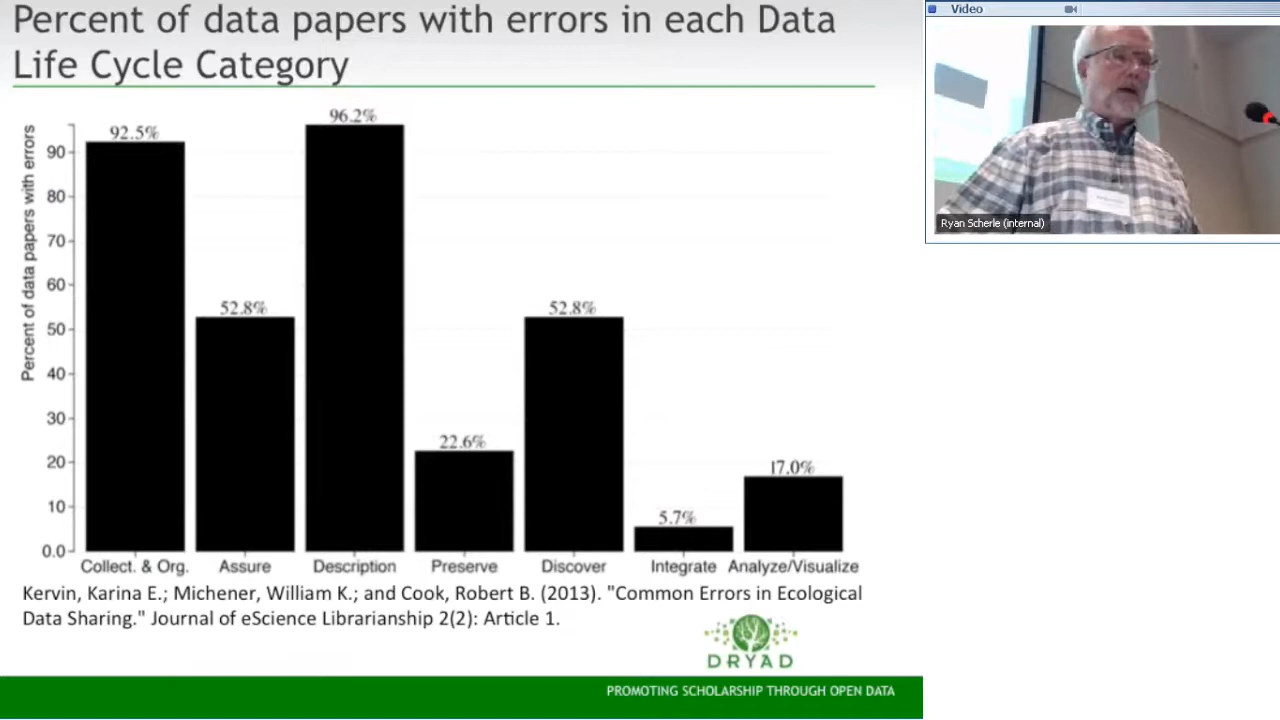 Percent of data papers with errors in each Data
Life Cycle Category
Video
Ryan Scherle (internal)
Percent of data papers with errors
90
80
70
60
50
40
30
20
10
0.0
92.5%
52.8%
96.2%
22.6%
52.8%
5.7%
17.0%
Collect. & Org.
Assure
Description
Preserve
Discover
Integrate
Analyze/Visualize
Kervin, Karina E.; Michener, William K.; and Cook, Robert B. (2013). "Common Errors in Ecological
Data Sharing." Journal of eScience Librarianship 2(2): Article 1.
DRYAD
PROMOTING SCHOLARSHIP THROUGH OPEN DATA